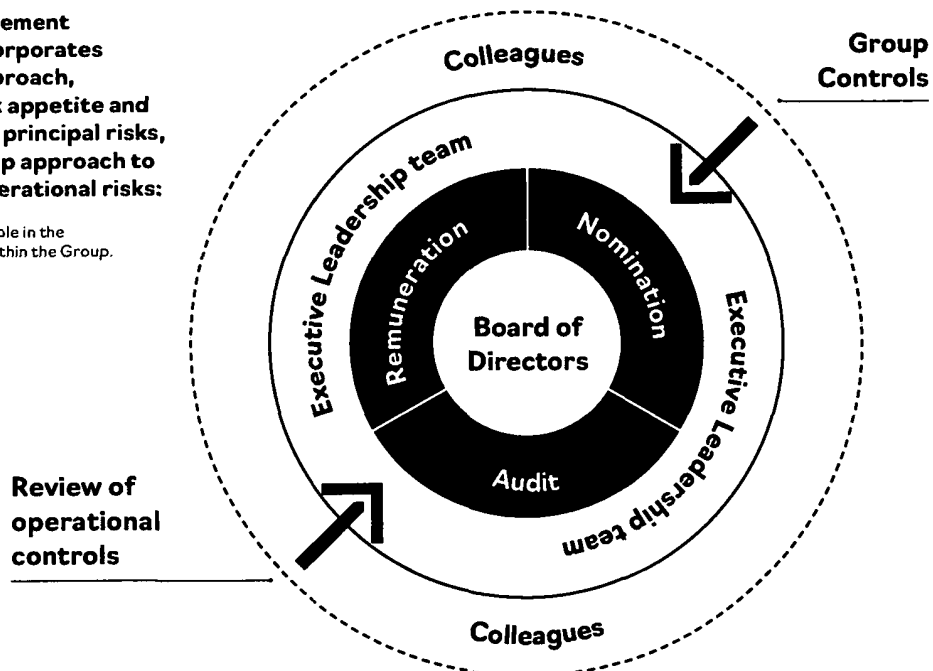 ement
orporates
proach,
appetite and
principal risks,
p approach to
erational risks:
ole in the
thin the Group.
Colleagues
Group
Controls
Executive Leadership team
Remuneration
Nomination
Board of
Directors
Executive Leadership team
Audit
Review of
operational
controls
Colleagues